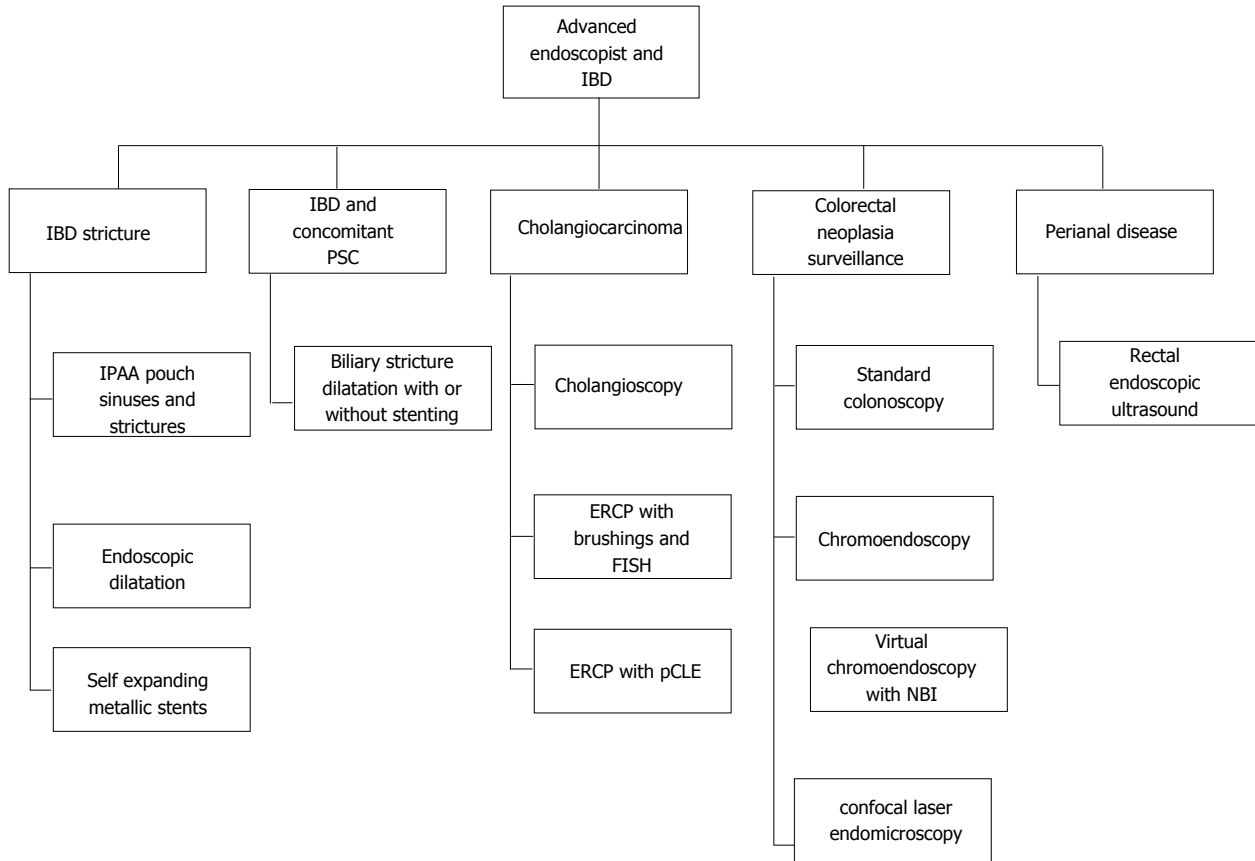 Advanced
endoscopist and
IBD
IBD stricture
IBD and
concomitant
PSC
Cholangiocarcinoma
Colorectal
neoplasia
surveillance
Perianal disease
IPAA pouch
sinuses and
strictures
Endoscopic
dilatation
Self expanding
metallic stents
Biliary stricture
dilatation with or
without stenting
Cholangioscopy
ERCP with
brushings and
FISH
ERCP with pCLE
Standard
colonoscopy
Chromoendoscopy
Virtual
chromoendoscopy
with NBI
confocal laser
endomicroscopy
Rectal
endoscopic
ultrasound